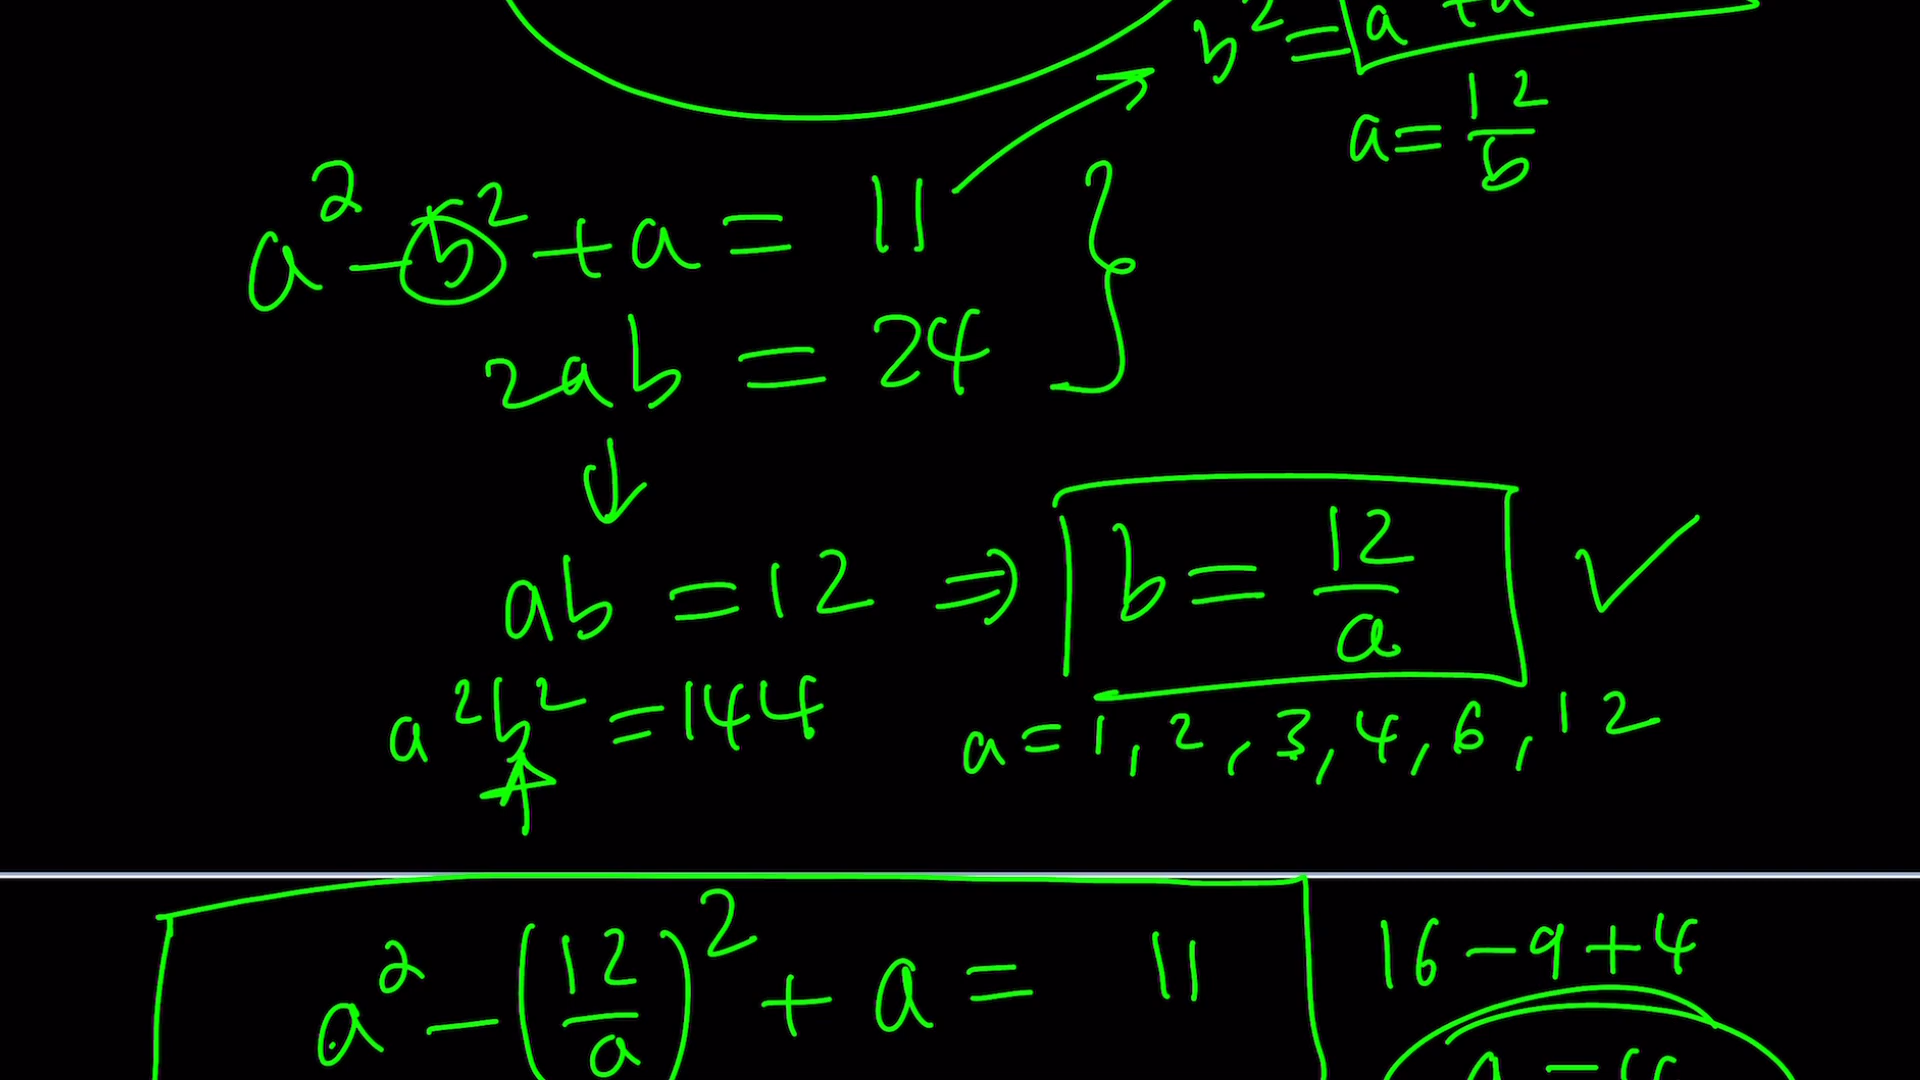 b² = a + a
a = 12/b
a² - b² + a = 11
2ab = 24
ab = 12 ⇒ b = 12/a ✓
a²b² = 144
a = 1, 2, 3, 4, 6, 12
a² - (12/a)² + a = 11
16 - 9 + 4
a = 4